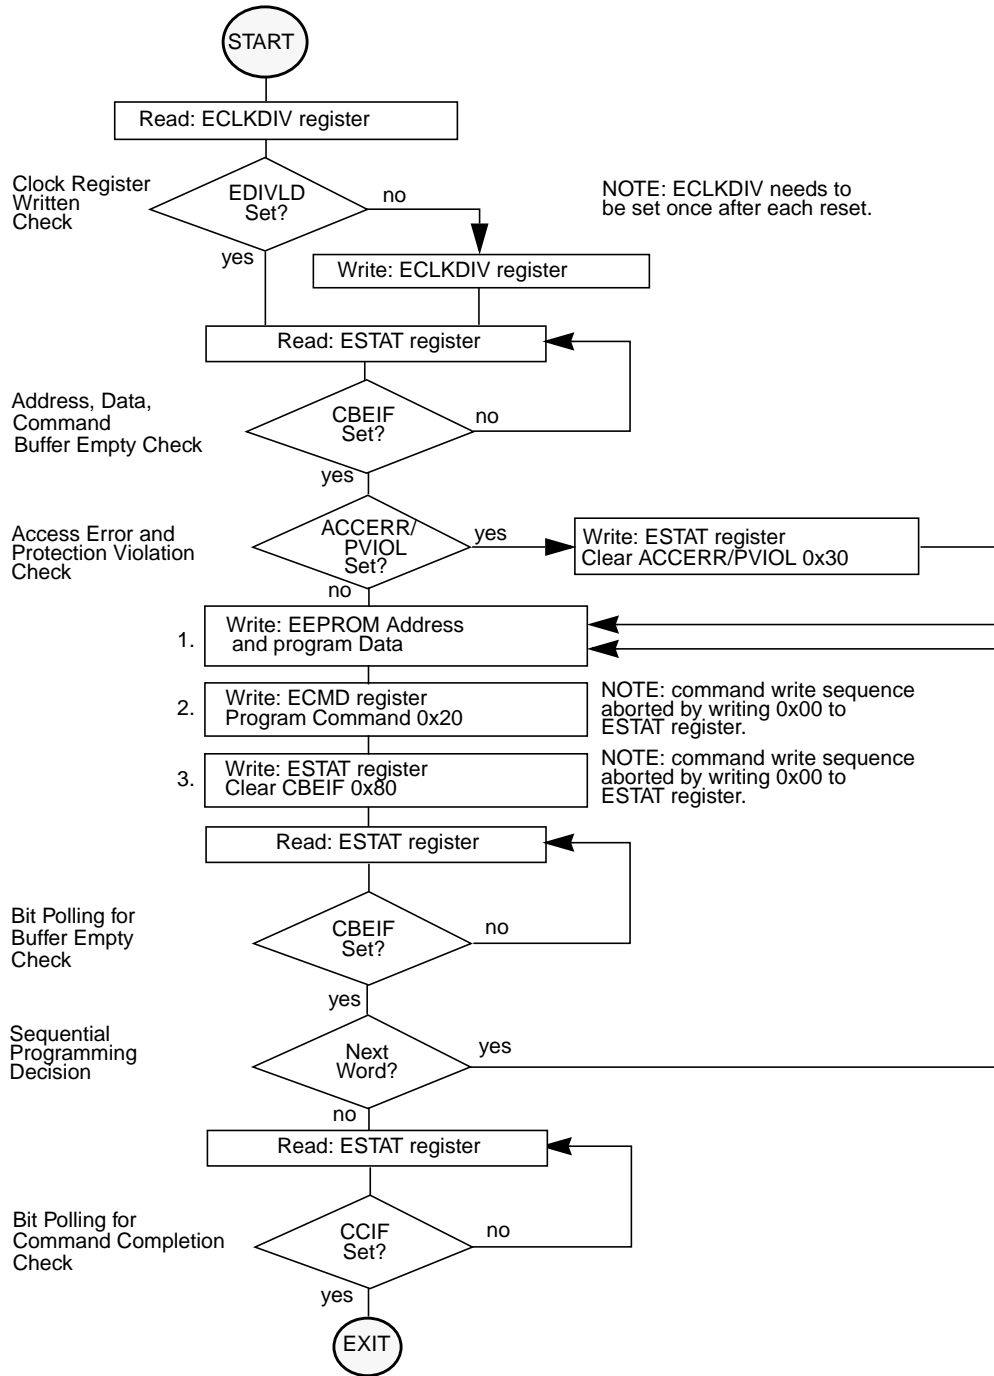 START
Read: ECLKDIV register
Clock Register
Written
Check
EDIVLD
Set?
no
yes
NOTE: ECLKDIV needs to
be set once after each reset.
Write: ECLKDIV register
Read: ESTAT register
Address, Data,
Command
Buffer Empty Check
CBEIF
Set?
no
yes
Access Error and
Protection Violation
Check
ACCERR/
PVIOL
Set?
yes
no
Write: ESTAT register
Clear ACCERR/PVIOL 0x30
1.
Write: EEPROM Address
and program Data
2.
Write: ECMD register
Program Command 0x20
NOTE: command write sequence
aborted by writing 0x00 to
ESTAT register.
3.
Write: ESTAT register
Clear CBEIF 0x80
NOTE: command write sequence
aborted by writing 0x00 to
ESTAT register.
Read: ESTAT register
Bit Polling for
Buffer Empty
Check
CBEIF
Set?
no
yes
Sequential
Programming
Decision
Next
Word?
yes
no
Read: ESTAT register
Bit Polling for
Command Completion
Check
CCIF
Set?
no
yes
EXIT